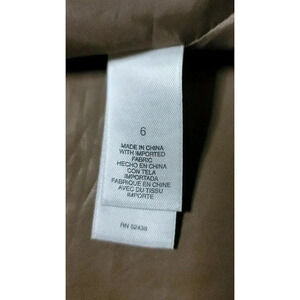 6
MADE IN CHINA
WITH IMPORTED
FABRIC
HECHO EN CHINA
CON TELA
IMPORTADA
FABRIQUE EN CHINE
AVEC DU TISSU
IMPORTE
RN 52438